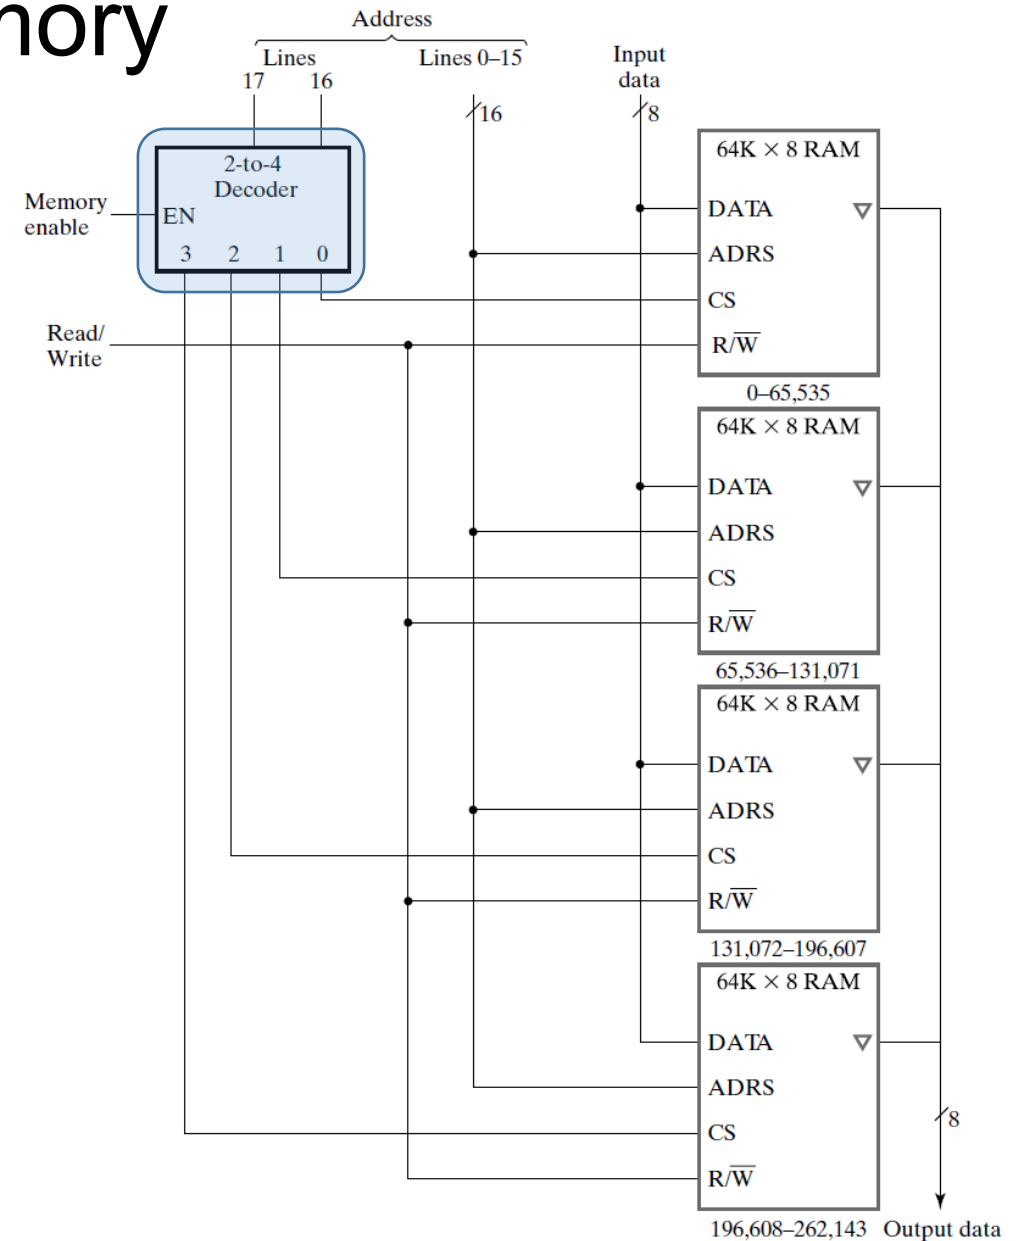 nory
Address
Lines
Lines 0–15
17 16
16
Input
data
8
2-to-4
Decoder
EN
3 2 1 0
Memory
enable
Read/
Write
64K × 8 RAM
DATA
ADRS
CS
R/W̅
0–65,535
64K × 8 RAM
DATA
ADRS
CS
R/W̅
65,536–131,071
64K × 8 RAM
DATA
ADRS
CS
R/W̅
131,072–196,607
64K × 8 RAM
DATA
ADRS
CS
R/W̅
196,608–262,143
8
Output data